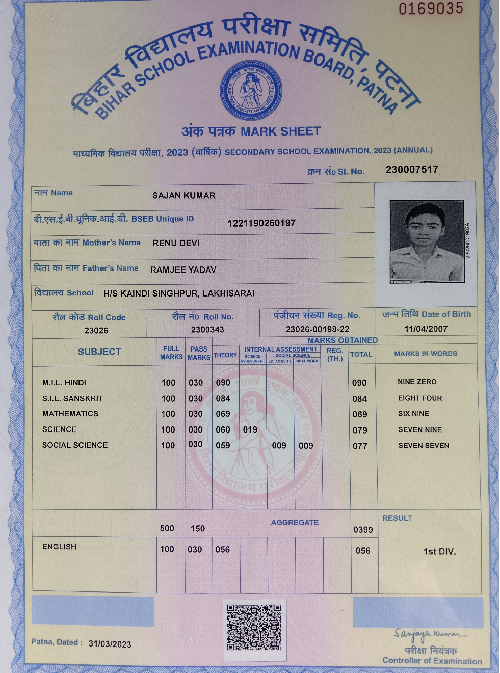 0169035
बिहार विद्यालय परीक्षा समिति, पटना
BIHAR SCHOOL EXAMINATION BOARD, PATNA
अंक पत्रक MARK SHEET
माध्यमिक विद्यालय परीक्षा, 2023 (वार्षिक) SECONDARY SCHOOL EXAMINATION, 2023 (ANNUAL)
क्रम सं० Sl. No. 230007517
नाम Name SAJAN KUMAR
बी.एस.ई.बी.यूनिक.आई.डी. BSEB Unique ID 1221190260197
माता का नाम Mother's Name RENU DEVI
पिता का नाम Father's Name RAMJEE YADAV
विद्यालय School H/S KAINDI SINGHPUR, LAKHISARAI
रौल कोड Roll Code रौल न० Roll No. पंजीयन संख्या Reg. No. जन्म तिथि Date of Birth
23026 2300343 23026-00198-22 11/04/2007
MARKS OBTAINED
SUBJECT FULL MARKS PASS MARKS THEORY INTERNAL ASSESSMENT REG. (TH.) TOTAL MARKS IN WORDS
M.I.L. HINDI 100 030 090 090 NINE ZERO
S.I.L. SANSKRIT 100 030 084 084 EIGHT FOUR
MATHEMATICS 100 030 069 069 SIX NINE
SCIENCE 100 030 060 019 079 SEVEN NINE
SOCIAL SCIENCE 100 030 059 009 009 077 SEVEN SEVEN
500 150 AGGREGATE 0399 RESULT
ENGLISH 100 030 056 056 1st DIV.
Patna, Dated : 31/03/2023
Sanjay Kumar
परीक्षा नियंत्रक
Controller of Examination